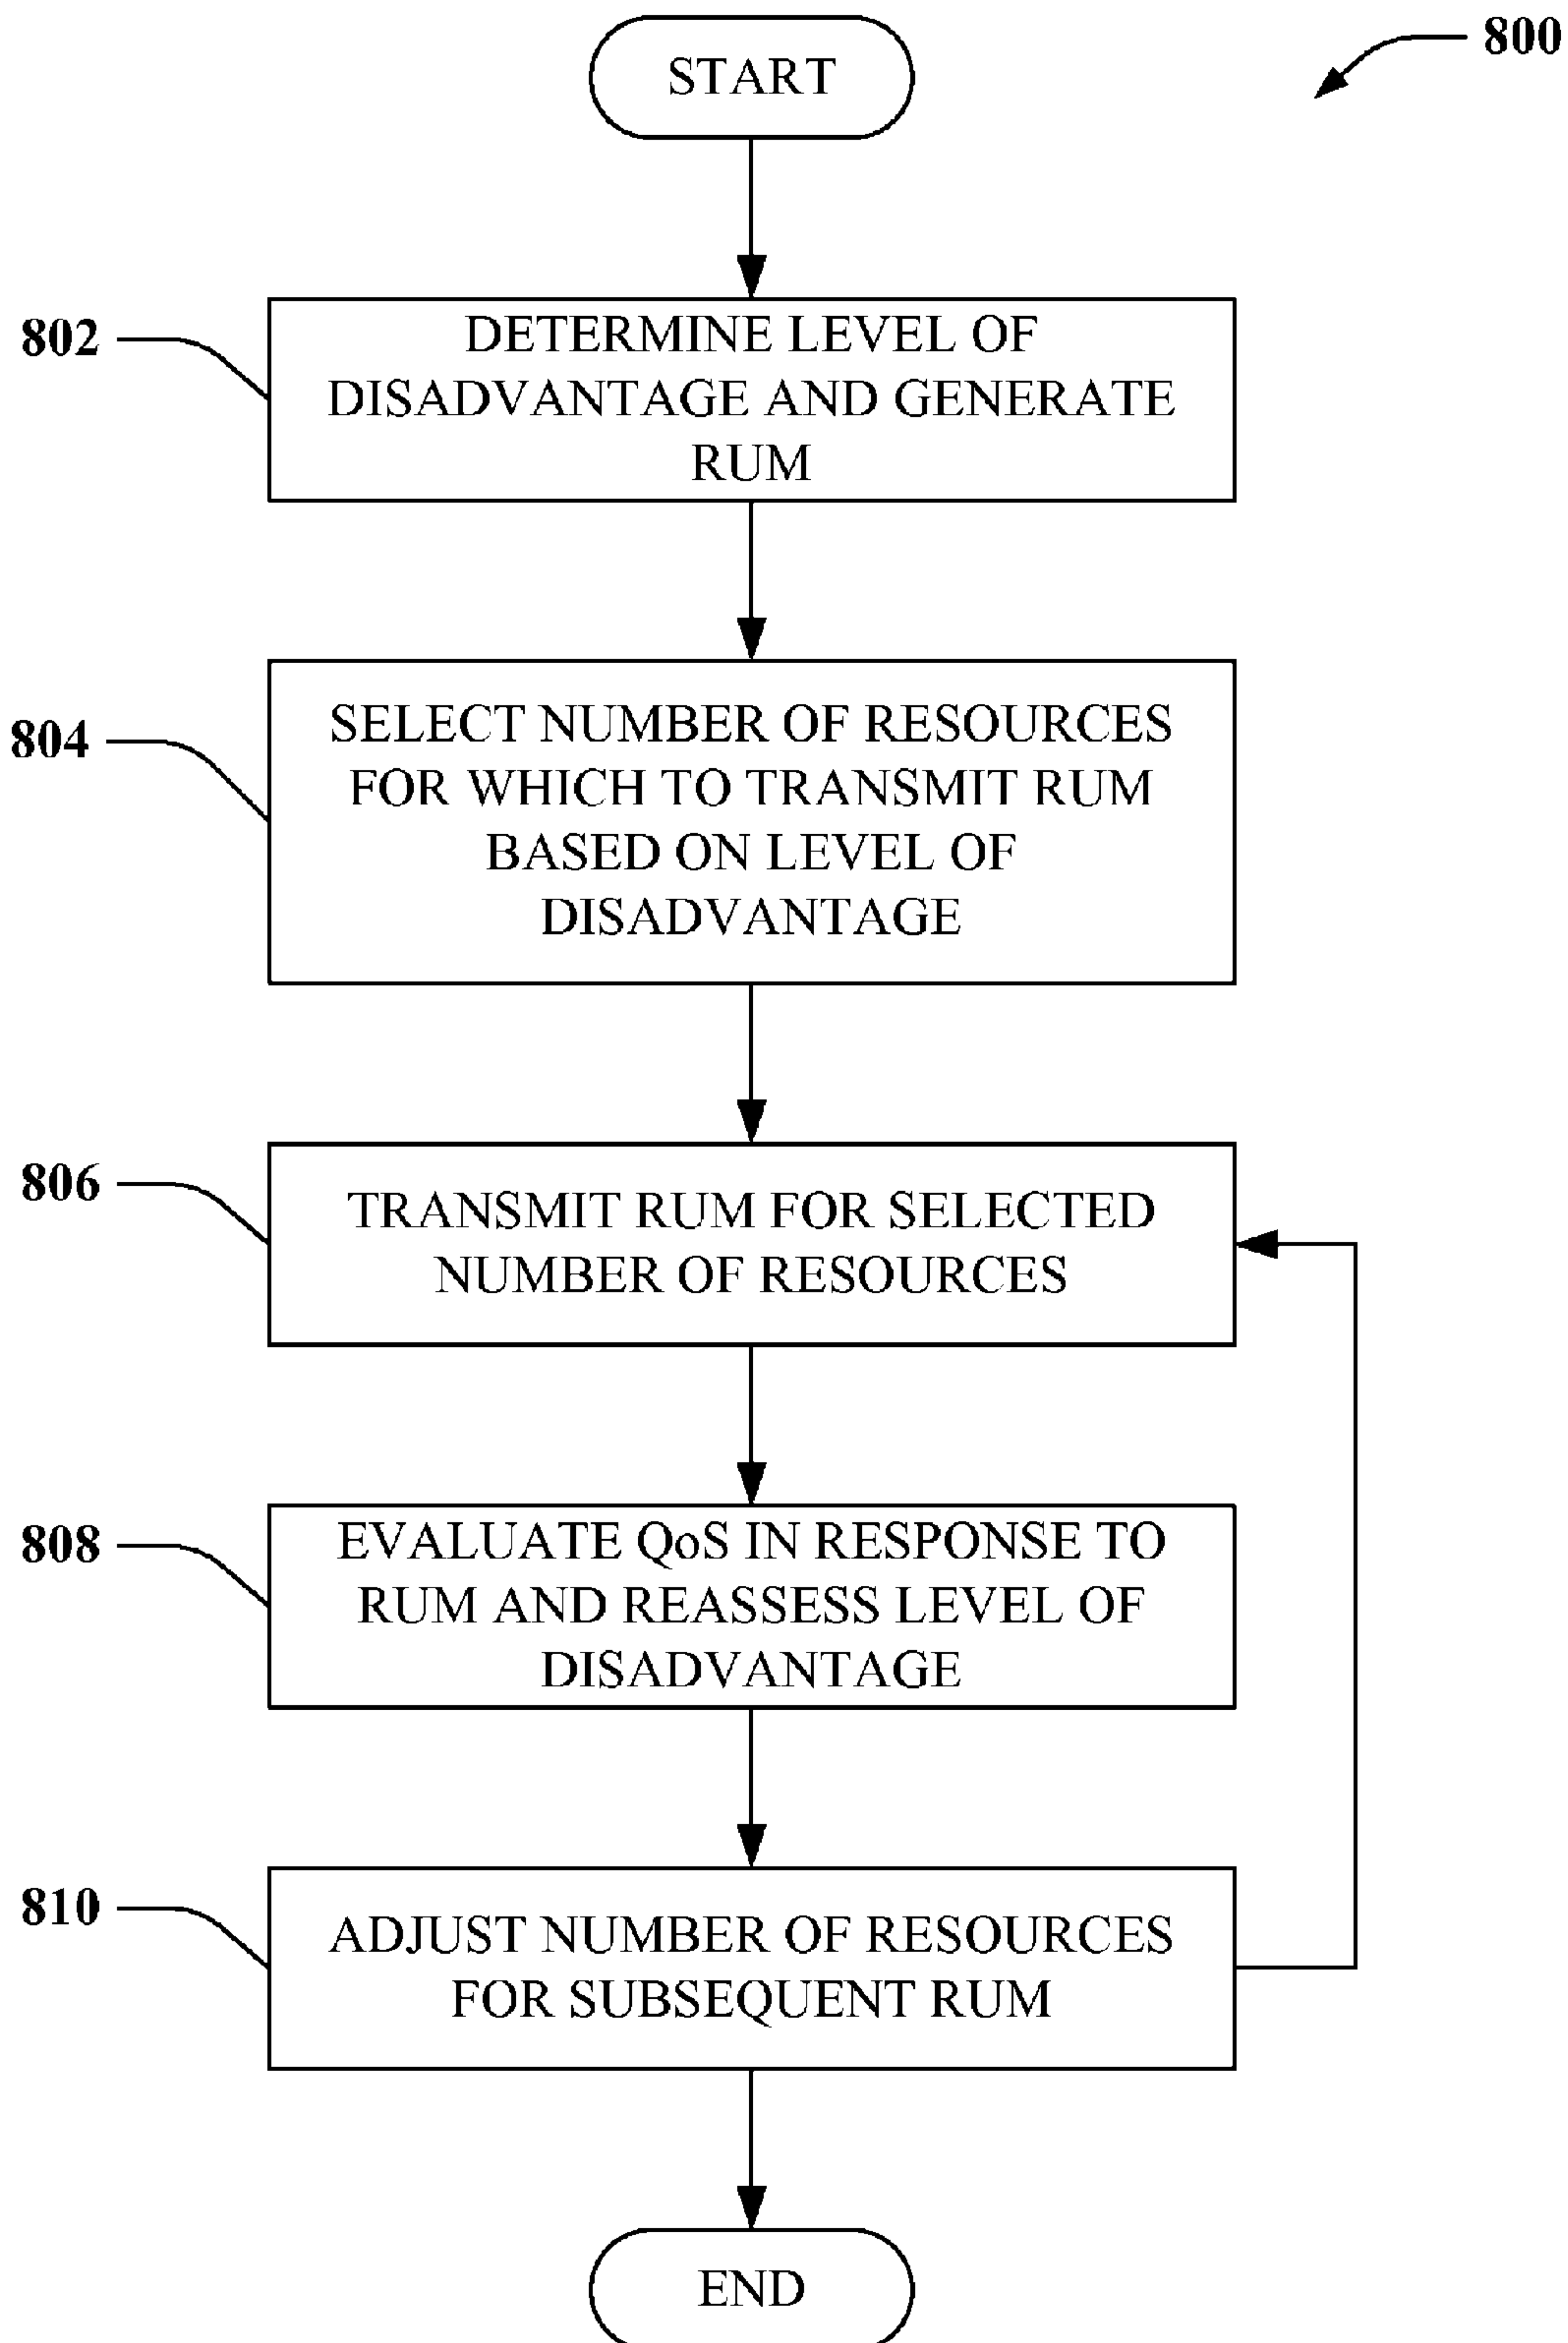 START
800
802
DETERMINE LEVEL OF
DISADVANTAGE AND GENERATE
RUM
804
SELECT NUMBER OF RESOURCES
FOR WHICH TO TRANSMIT RUM
BASED ON LEVEL OF
DISADVANTAGE
806
TRANSMIT RUM FOR SELECTED
NUMBER OF RESOURCES
808
EVALUATE QoS IN RESPONSE TO
RUM AND REASSESS LEVEL OF
DISADVANTAGE
810
ADJUST NUMBER OF RESOURCES
FOR SUBSEQUENT RUM
END